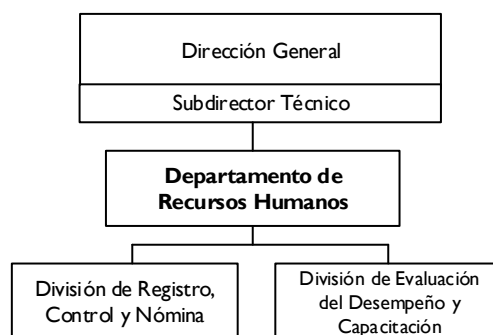 Dirección General
Subdirector Técnico
Departamento de
Recursos Humanos
División de Registro,
Control y Nómina
División de Evaluación
del Desempeño y
Capacitación